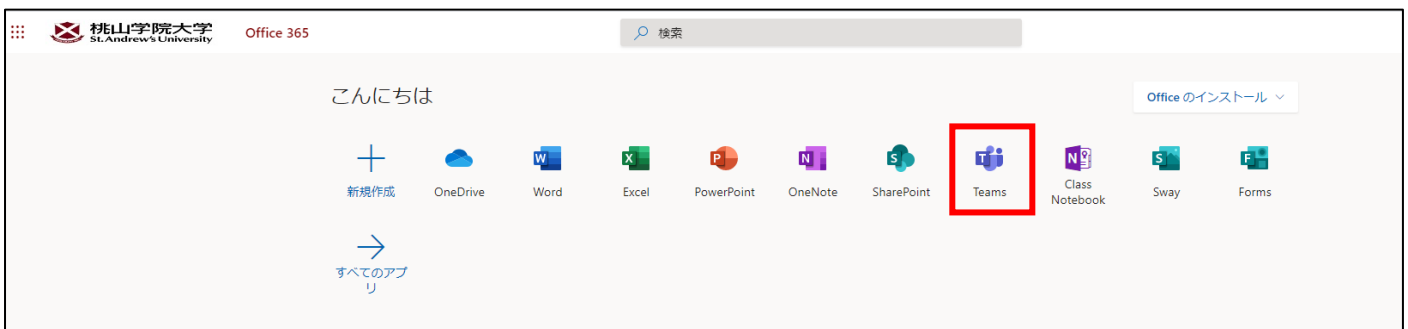 桃山学院大学
St.Andrew's University
Office 365
検索
こんにちは
Office のインストール
新規作成
OneDrive
Word
Excel
PowerPoint
OneNote
SharePoint
Teams
Class
Notebook
Sway
Forms
すべてのアプ
リ